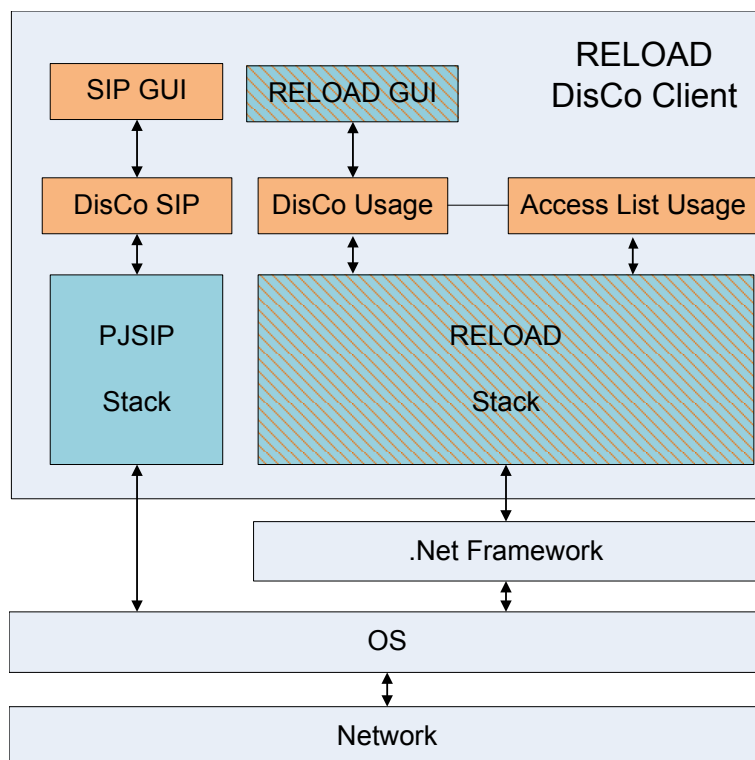 RELOAD
DisCo Client
SIP GUI
RELOAD GUI
DisCo SIP
DisCo Usage
Access List Usage
PJSIP
Stack
RELOAD
Stack
.Net Framework
OS
Network